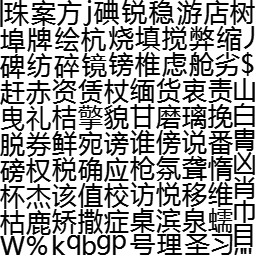 珠案方j碘锐稳游店树
埠牌绘杭烧填搅弊缩
碑纺碎镜镑椎虑舱劣$
赶赤资赁杖缅货衷责山
曳礼桔擎貌甘磨璃挽白
脱券鲜宛谤谁傍说番胄
磅权税确应枪氛聋惰凶
杯杰该值校访悦移维肖
枯鹿矫撒症桌滨泉蠕巾
W%kqbgp号理圣习目